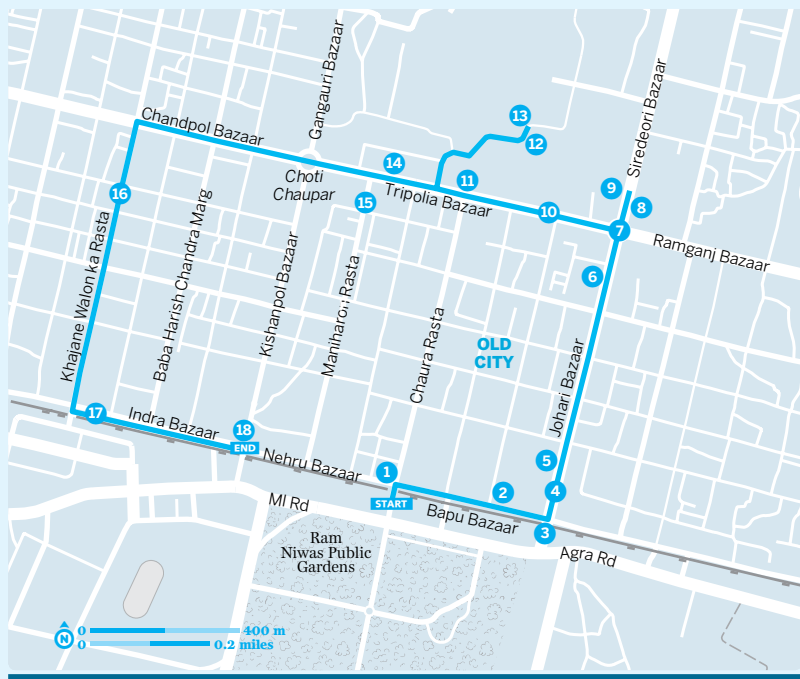 Gangauri Bazaar
Siredeori Bazaar
13
12
Chandpol Bazaar
14
Choti
Chaupar
11
9
16
15
Tripolia Bazaar
10
8
7
Ramganj Bazaar
6
Khajane Walon ka Rasta
Baba Harish Chandra Marg
Kishanpol Bazaar
Maniharon Rasta
Chaura Rasta
OLD
CITY
Johari Bazaar
17
Indra Bazaar
18
END
Nehru Bazaar
1
START
5
2
4
Bapu Bazaar
3
MI Rd
Agra Rd
Ram
Niwas Public
Gardens
N
0 400 m
0 0.2 miles